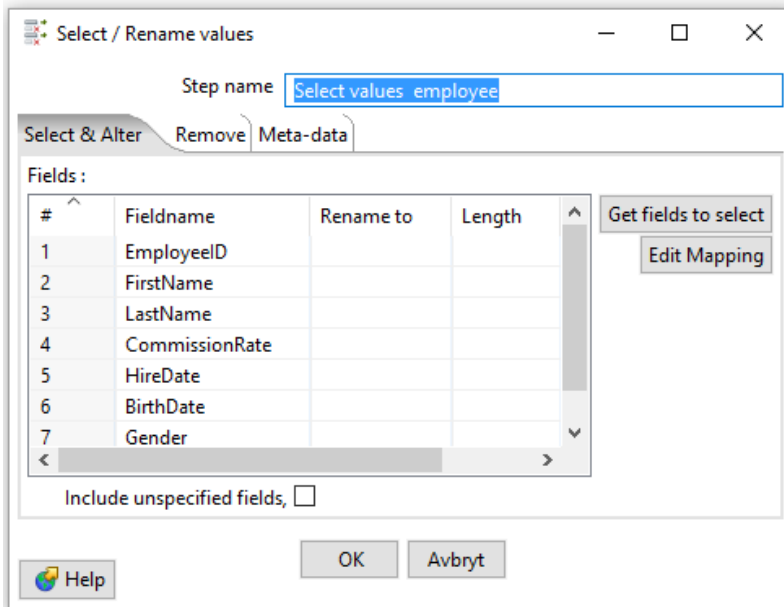 Select / Rename values
Step name Select values employee
Select & Alter Remove Meta-data
Fields :
# Fieldname Rename to Length Get fields to select
1 EmployeeID Edit Mapping
2 FirstName
3 LastName
4 CommissionRate
5 HireDate
6 BirthDate
7 Gender
Include unspecified fields,
OK Avbryt
Help